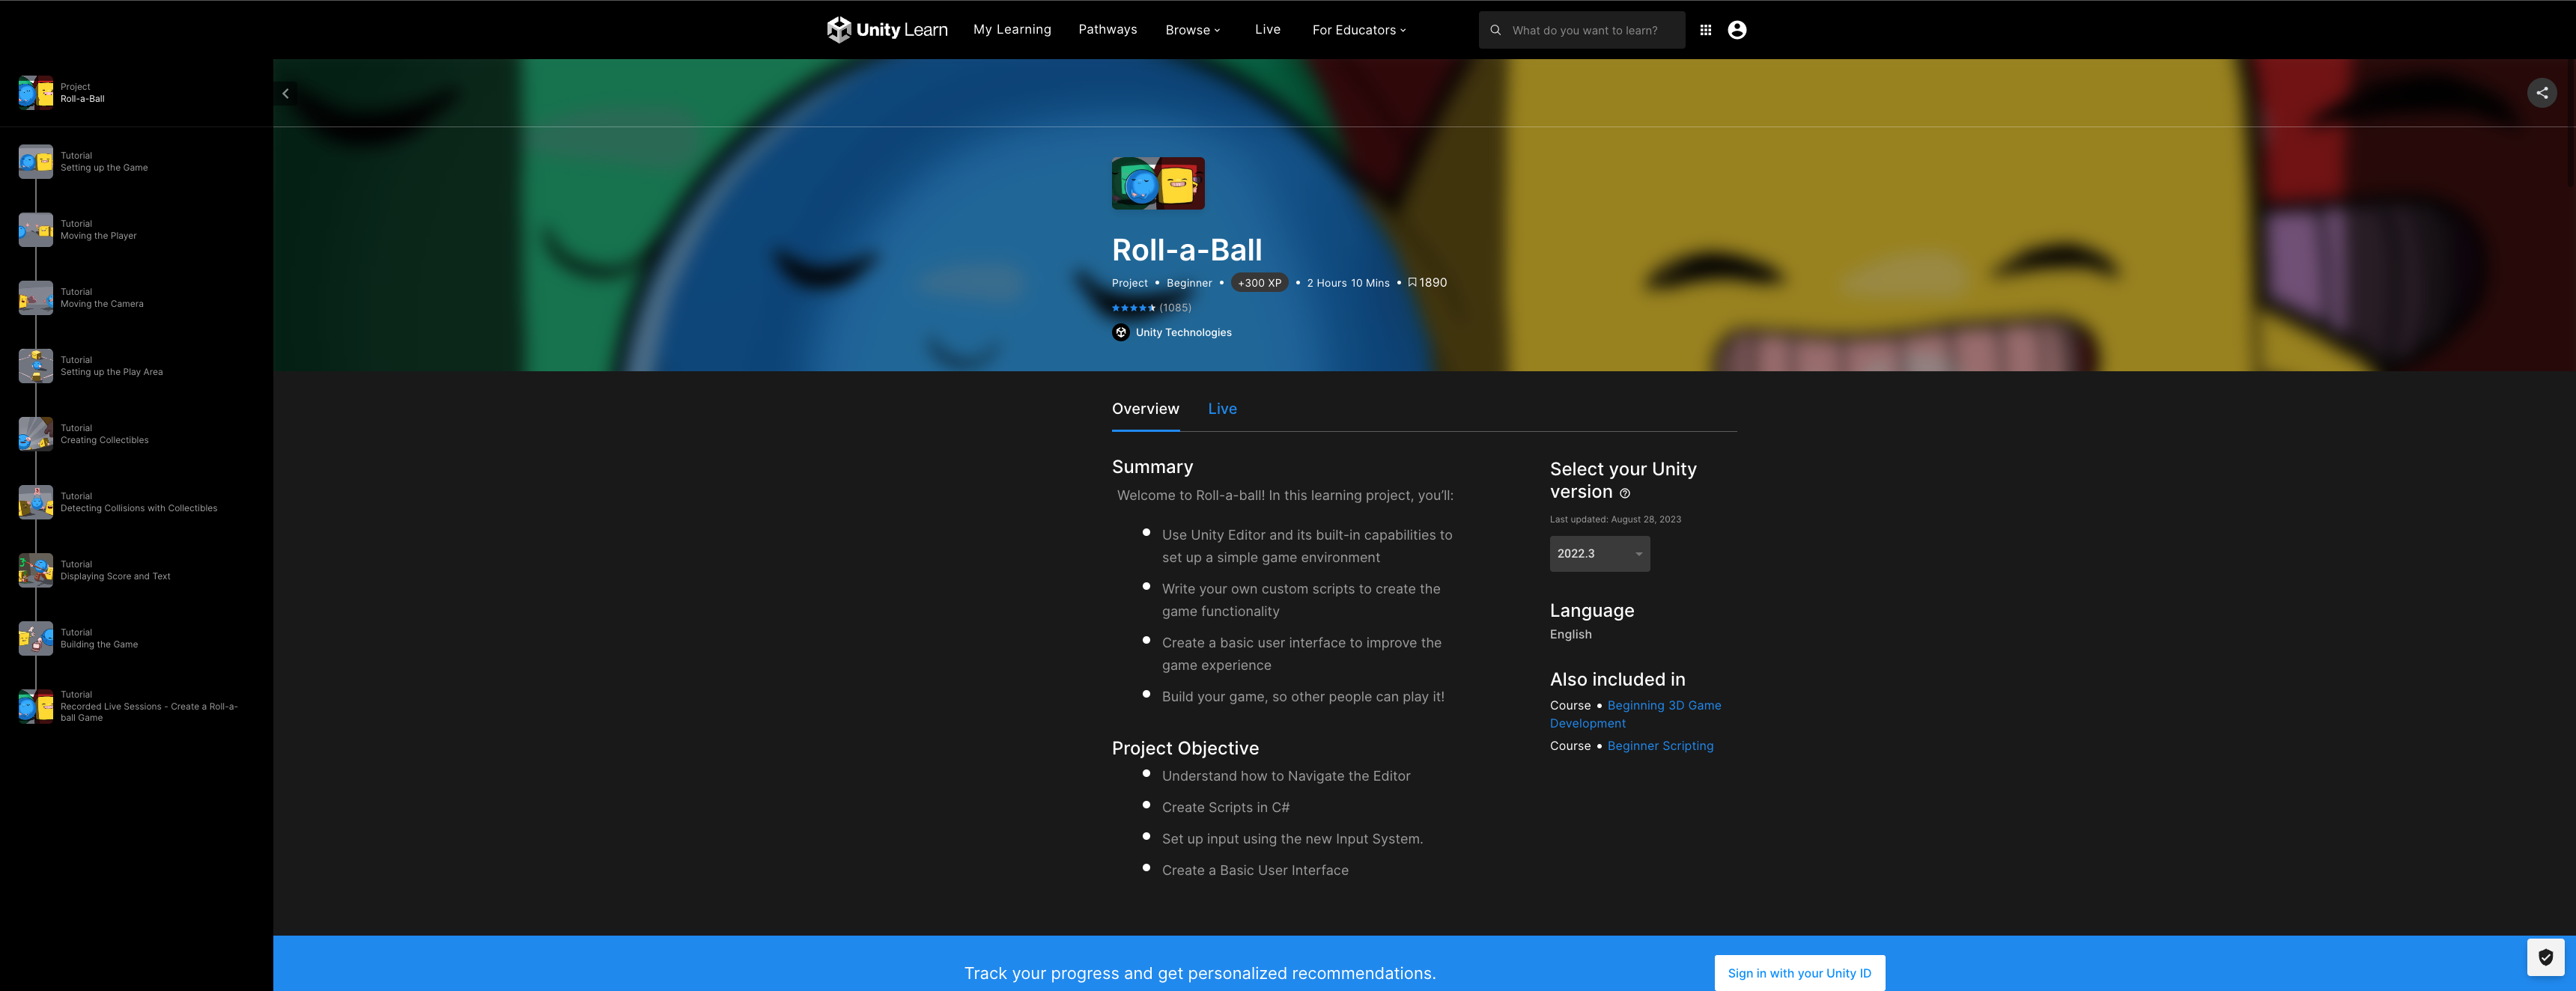 Unity Learn
My Learning
Pathways
Browse
Live
For Educators
What do you want to learn?
Project
Roll-a-Ball
Tutorial
Setting up the Game
Tutorial
Moving the Player
Tutorial
Moving the Camera
Tutorial
Setting up the Play Area
Tutorial
Creating Collectibles
Tutorial
Detecting Collisions with Collectibles
Tutorial
Displaying Score and Text
Tutorial
Building the Game
Tutorial
Recorded Live Sessions - Create a Roll-a-
ball Game
Roll-a-Ball
Project • Beginner • +300 XP • 2 Hours 10 Mins • 1890
(1085)
Unity Technologies
Overview
Live
Summary
Welcome to Roll-a-ball! In this learning project, you'll:
• Use Unity Editor and its built-in capabilities to
set up a simple game environment
• Write your own custom scripts to create the
game functionality
• Create a basic user interface to improve the
game experience
• Build your game, so other people can play it!
Project Objective
• Understand how to Navigate the Editor
• Create Scripts in C#
• Set up input using the new Input System.
• Create a Basic User Interface
Select your Unity
version
Last updated: August 28, 2023
2022.3
Language
English
Also included in
Course • Beginning 3D Game
Development
Course • Beginner Scripting
Track your progress and get personalized recommendations.
Sign in with your Unity ID